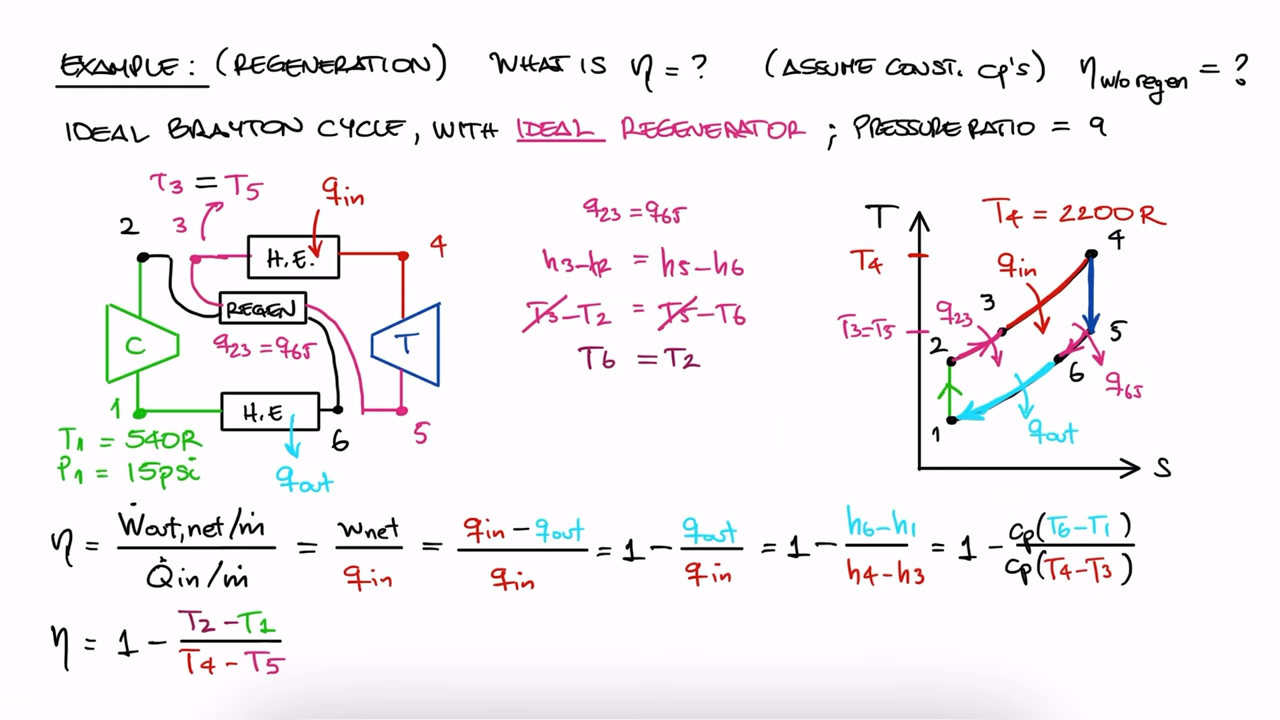 EXAMPLE: (REGENERATION) WHAT IS η = ? (ASSUME CONST. cp's) ηw/o regen = ?
IDEAL BRAYTON CYCLE, WITH IDEAL REGENERATOR ; PRESSURE RATIO = 9
T3 = T5
qin
2
3
H.E.
4
REGEN
q23 = q65
C
T
1
H.E
6
5
T1 = 540R
P1 = 15psi
qout
q23 = q65
h3-h2 = h5-h6
T3-T2 = T5-T6
T6 = T2
T
T4 = 2200R
4
T4
qin
3
q23
T3=T5
5
2
6
q65
1
qout
S
η = Ẇout,net/ṁ / Q̇in/ṁ = wnet / qin = qin - qout / qin = 1 - qout / qin = 1 - h6-h1 / h4-h3 = 1 - cp(T6-T1) / cp(T4-T3)
η = 1 - T2-T1 / T4-T5